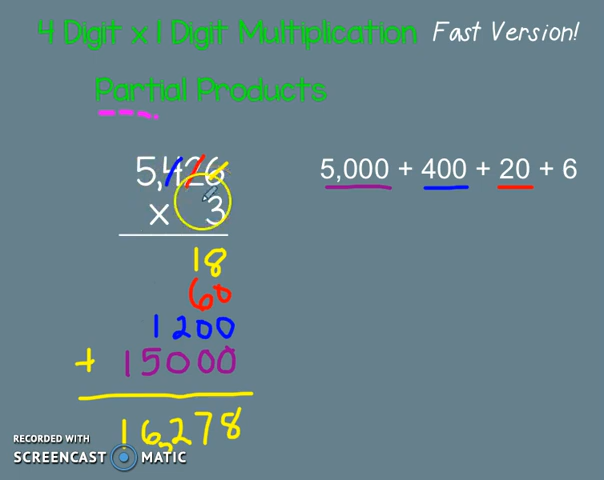 4 Digit x 1 Digit Multiplication Fast Version!
Partial Products
5,426
x 3
5,000 + 400 + 20 + 6
18
60
1200
+ 15000
16,278
RECORDED WITH
SCREENCAST MATIC